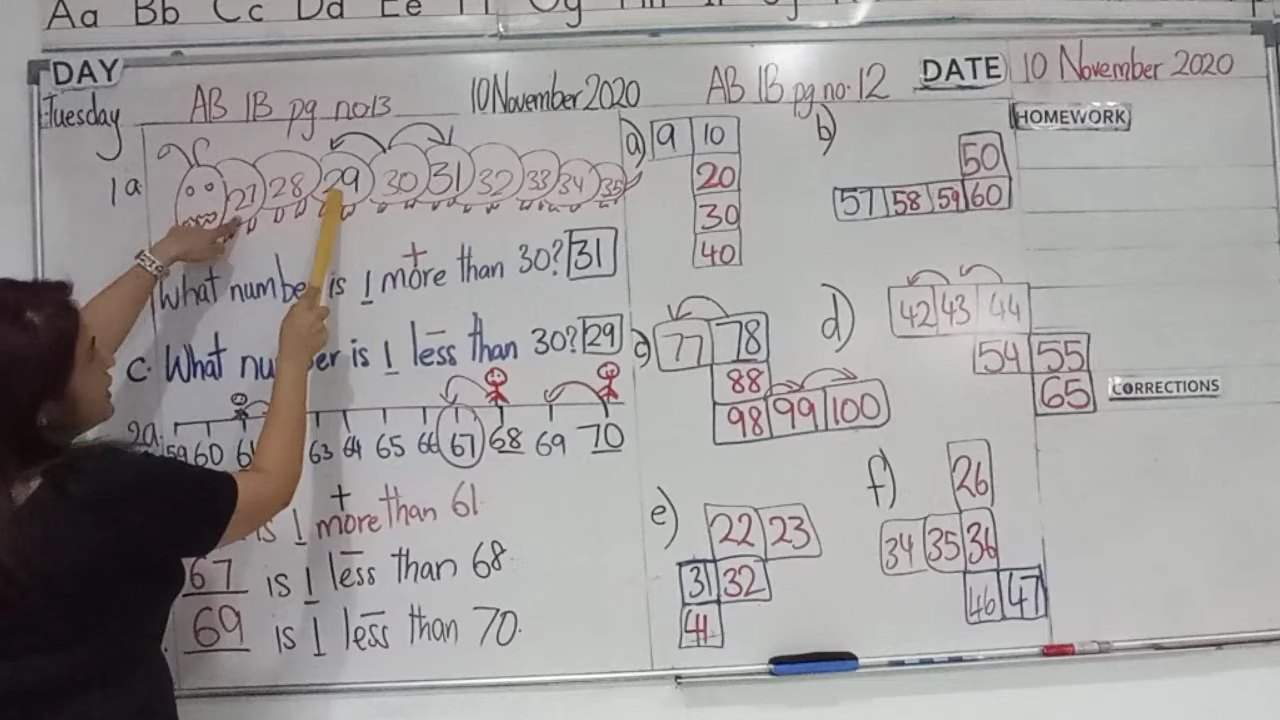 Aa Bb Cc Dd Ee
DAY
Tuesday
AB 1B pg no 13
10 November 2020
AB 1B pg no. 12
DATE
10 November 2020
HOMEWORK
CORRECTIONS
1a
27 28 29 30 31 32 33 34 35
What number is 1 more than 30? 31
+
c. What number is 1 less than 30? 29
−
2a
59 60 61 63 64 65 66 67 68 69 70
is 1 more than 61.
+
67 is 1 less than 68.
−
69 is 1 less than 70.
−
a)
9 10
20
30
40
b)
50
57 58 59 60
c)
77 78
88
98 99 100
d)
42 43 44
54 55
65
e)
22 23
31 32
41
f)
26
34 35 36
46 47